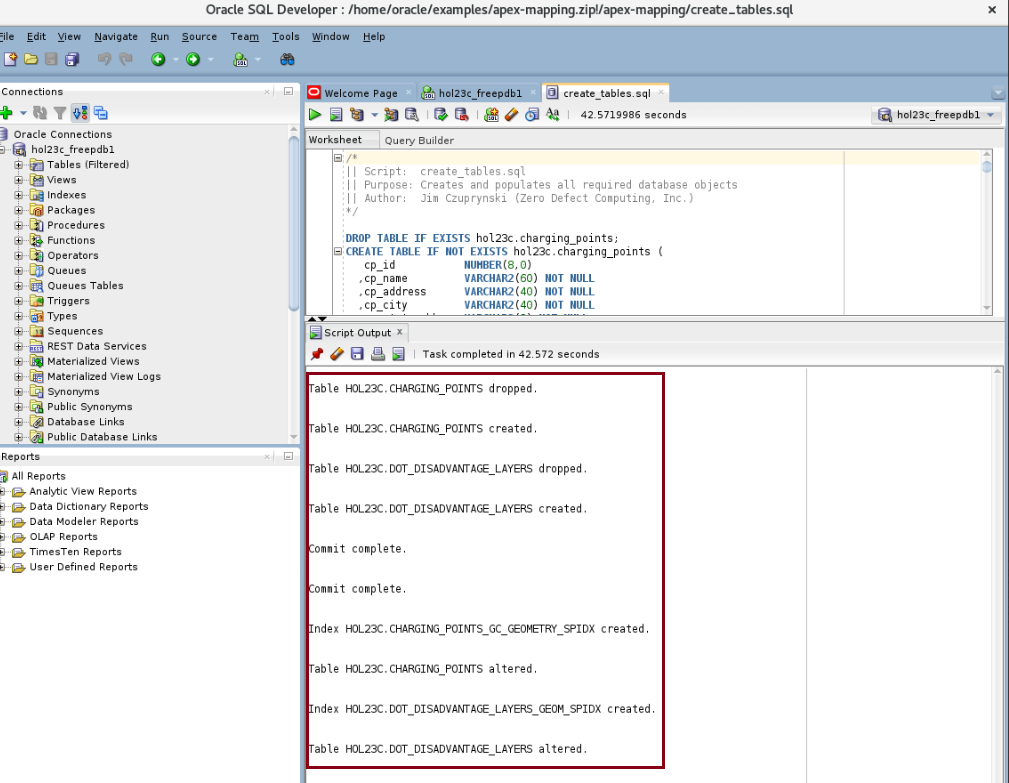 Oracle SQL Developer : /home/oracle/examples/apex-mapping.zip!/apex-mapping/create_tables.sql
File Edit View Navigate Run Source Team Tools Window Help
Connections
Oracle Connections
hol23c_freepdb1
Tables (Filtered)
Views
Indexes
Packages
Procedures
Functions
Operators
Queues
Queues Tables
Triggers
Types
Sequences
REST Data Services
Materialized Views
Materialized View Logs
Synonyms
Public Synonyms
Database Links
Public Database Links
Reports
All Reports
Analytic View Reports
Data Dictionary Reports
Data Modeler Reports
OLAP Reports
TimesTen Reports
User Defined Reports
Welcome Page hol23c_freepdb1 create_tables.sql
42.5719986 seconds hol23c_freepdb1
Worksheet Query Builder
/*
|| Script: create_tables.sql
|| Purpose: Creates and populates all required database objects
|| Author: Jim Czuprynski (Zero Defect Computing, Inc.)
*/
DROP TABLE IF EXISTS hol23c.charging_points;
CREATE TABLE IF NOT EXISTS hol23c.charging_points (
cp_id NUMBER(8,0)
,cp_name VARCHAR2(60) NOT NULL
,cp_address VARCHAR2(40) NOT NULL
,cp_city VARCHAR2(40) NOT NULL
Script Output x
Task completed in 42.572 seconds
Table HOL23C.CHARGING_POINTS dropped.
Table HOL23C.CHARGING_POINTS created.
Table HOL23C.DOT_DISADVANTAGE_LAYERS dropped.
Table HOL23C.DOT_DISADVANTAGE_LAYERS created.
Commit complete.
Commit complete.
Index HOL23C.CHARGING_POINTS_GC_GEOMETRY_SPIDX created.
Table HOL23C.CHARGING_POINTS altered.
Index HOL23C.DOT_DISADVANTAGE_LAYERS_GEOM_SPIDX created.
Table HOL23C.DOT_DISADVANTAGE_LAYERS altered.